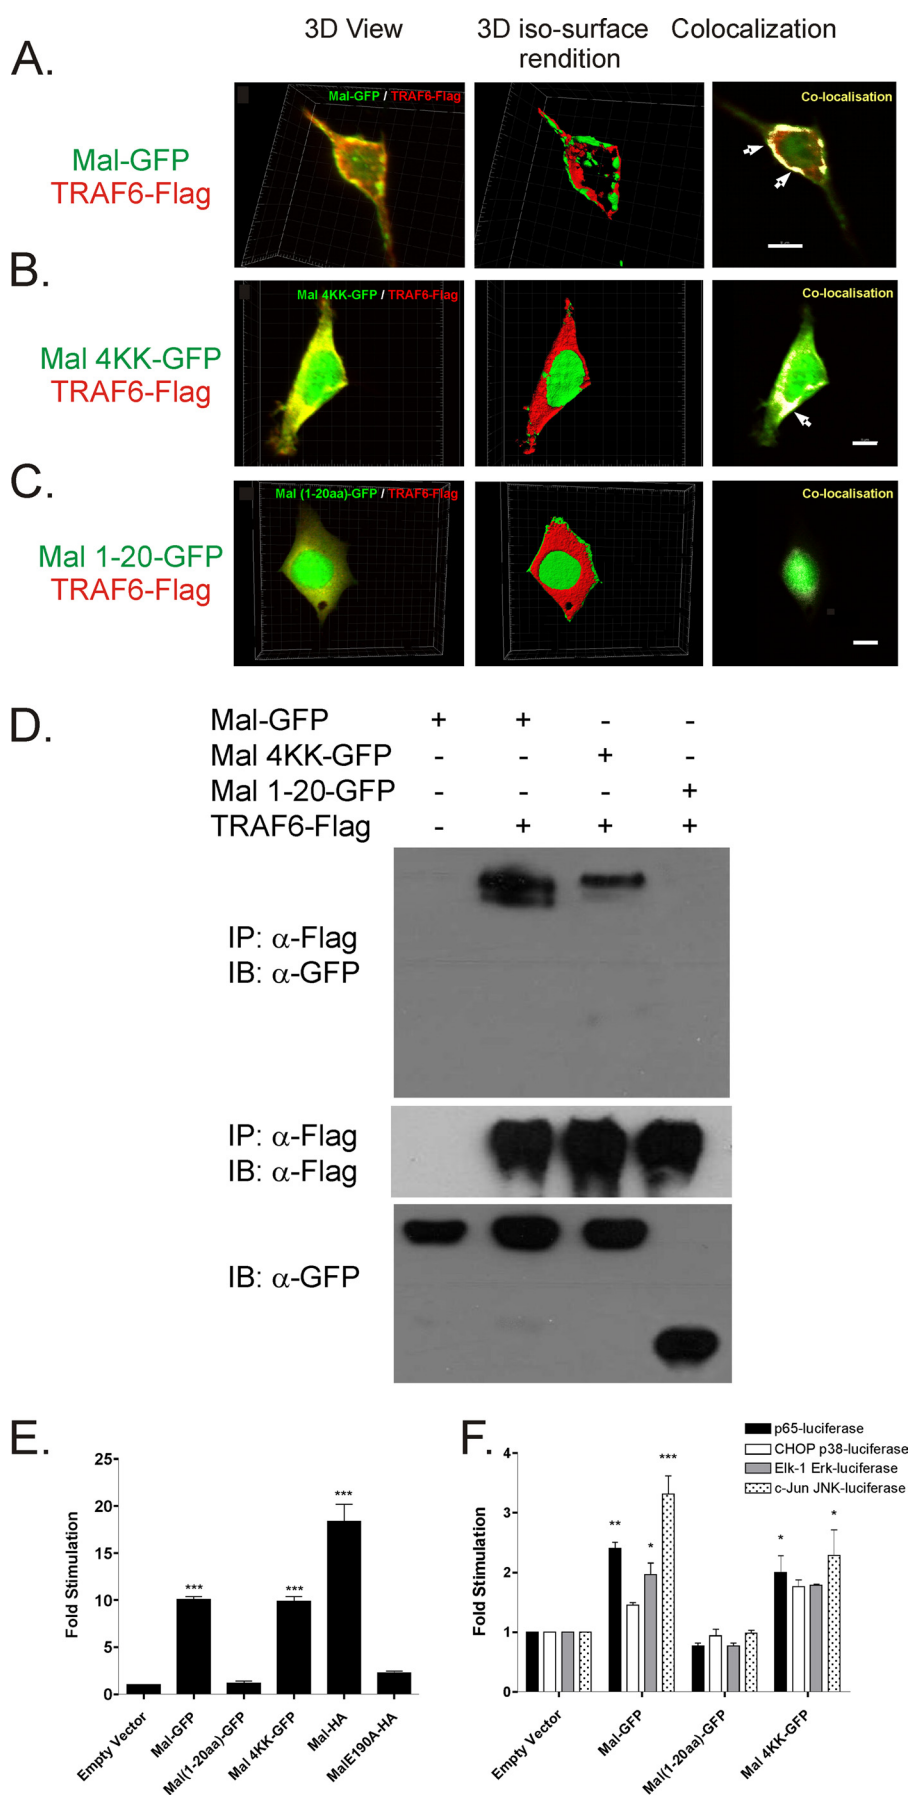 3D View 3D iso-surface rendition Colocalization
A.
Mal-GFP / TRAF6-Flag
Co-localisation
Mal-GFP
TRAF6-Flag
B.
Mal 4KK-GFP / TRAF6-Flag
Co-localisation
Mal 4KK-GFP
TRAF6-Flag
C.
Mal (1-20aa)-GFP / TRAF6-Flag
Co-localisation
Mal 1-20-GFP
TRAF6-Flag
D.
Mal-GFP + + - -
Mal 4KK-GFP - - + -
Mal 1-20-GFP - - - +
TRAF6-Flag - + + +
IP: α-Flag
IB: α-GFP
IP: α-Flag
IB: α-Flag
IB: α-GFP
E.
Fold Stimulation
25
20
15
10
5
0
***
***
***
Empty Vector
Mal-GFP
Mal(1-20aa)-GFP
Mal 4KK-GFP
Mal-HA
MalE190A-HA
F.
p65-luciferase
CHOP p38-luciferase
Elk-1 Erk-luciferase
c-Jun JNK-luciferase
Fold Stimulation
4
3
2
1
0
**
*
***
*
*
Empty Vector
Mal-GFP
Mal(1-20aa)-GFP
Mal 4KK-GFP